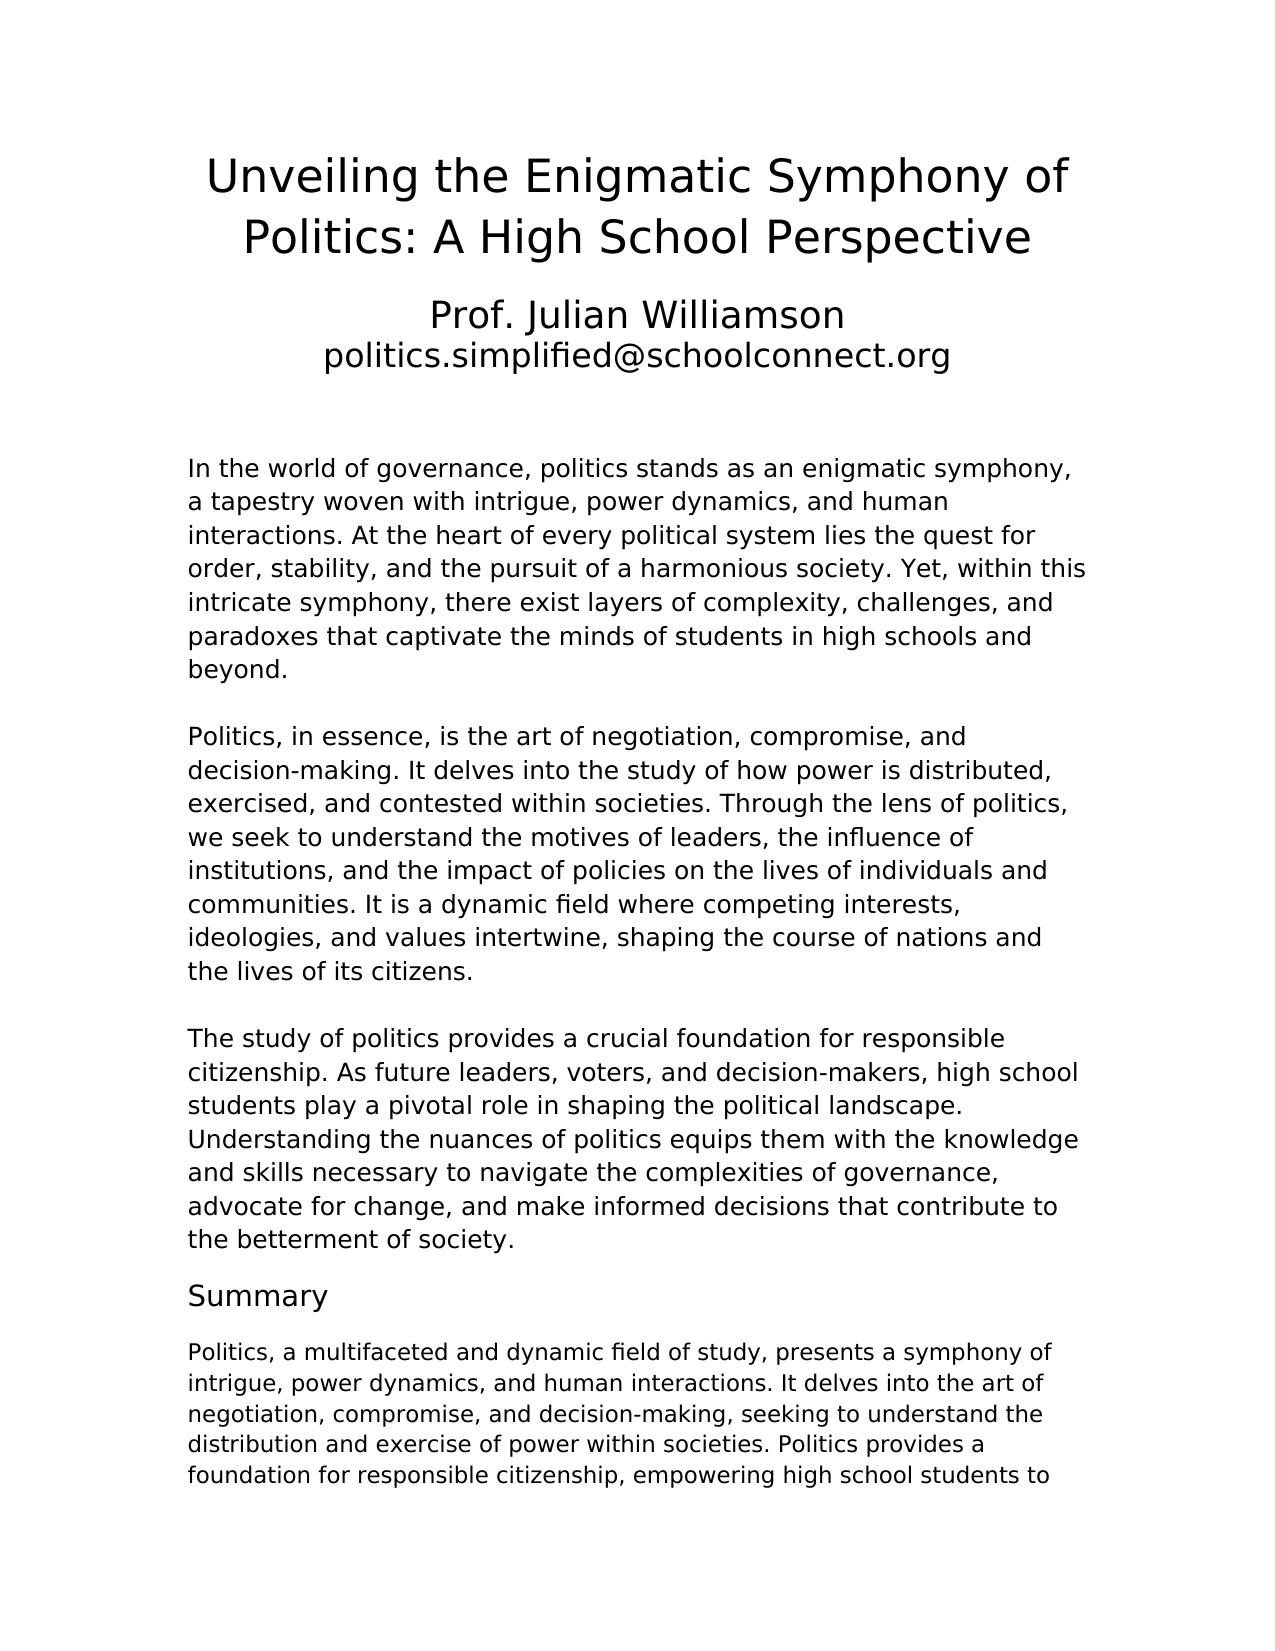 Unveiling the Enigmatic Symphony of
Politics: A High School Perspective
Prof. Julian Williamson
politics.simplified@schoolconnect.org
In the world of governance, politics stands as an enigmatic symphony,
a tapestry woven with intrigue, power dynamics, and human
interactions. At the heart of every political system lies the quest for
order, stability, and the pursuit of a harmonious society. Yet, within this
intricate symphony, there exist layers of complexity, challenges, and
paradoxes that captivate the minds of students in high schools and
beyond.
Politics, in essence, is the art of negotiation, compromise, and
decision-making. It delves into the study of how power is distributed,
exercised, and contested within societies. Through the lens of politics,
we seek to understand the motives of leaders, the influence of
institutions, and the impact of policies on the lives of individuals and
communities. It is a dynamic field where competing interests,
ideologies, and values intertwine, shaping the course of nations and
the lives of its citizens.
The study of politics provides a crucial foundation for responsible
citizenship. As future leaders, voters, and decision-makers, high school
students play a pivotal role in shaping the political landscape.
Understanding the nuances of politics equips them with the knowledge
and skills necessary to navigate the complexities of governance,
advocate for change, and make informed decisions that contribute to
the betterment of society.
Summary
Politics, a multifaceted and dynamic field of study, presents a symphony of
intrigue, power dynamics, and human interactions. It delves into the art of
negotiation, compromise, and decision-making, seeking to understand the
distribution and exercise of power within societies. Politics provides a
foundation for responsible citizenship, empowering high school students to